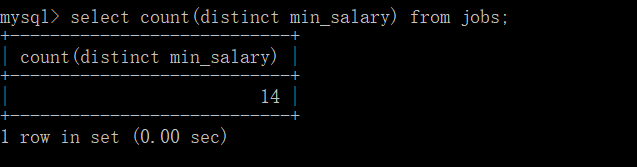 mysql> select count(distinct min_salary) from jobs;
+----------------------------+
| count(distinct min_salary) |
+----------------------------+
|                         14 |
+----------------------------+
1 row in set (0.00 sec)